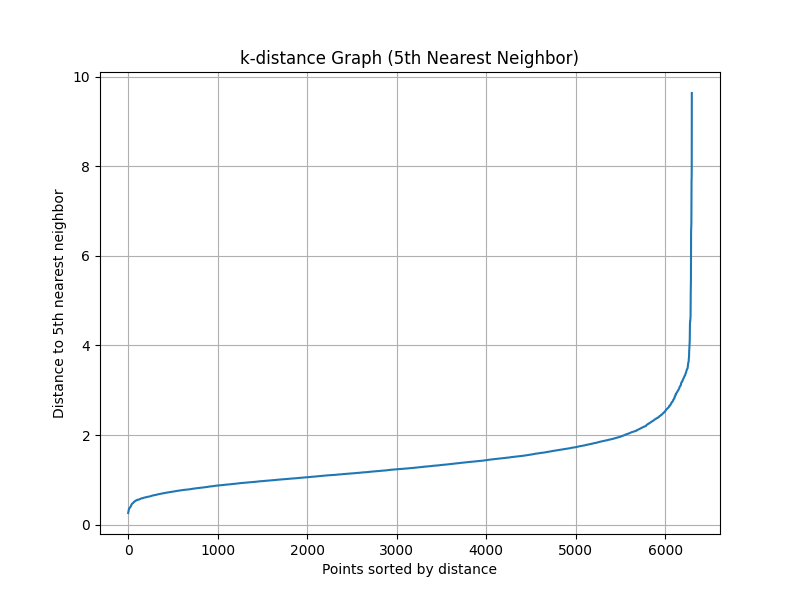 k-distance Graph (5th Nearest Neighbor)
10
8
6
4
2
0
Distance to 5th nearest neighbor
0 1000 2000 3000 4000 5000 6000
Points sorted by distance